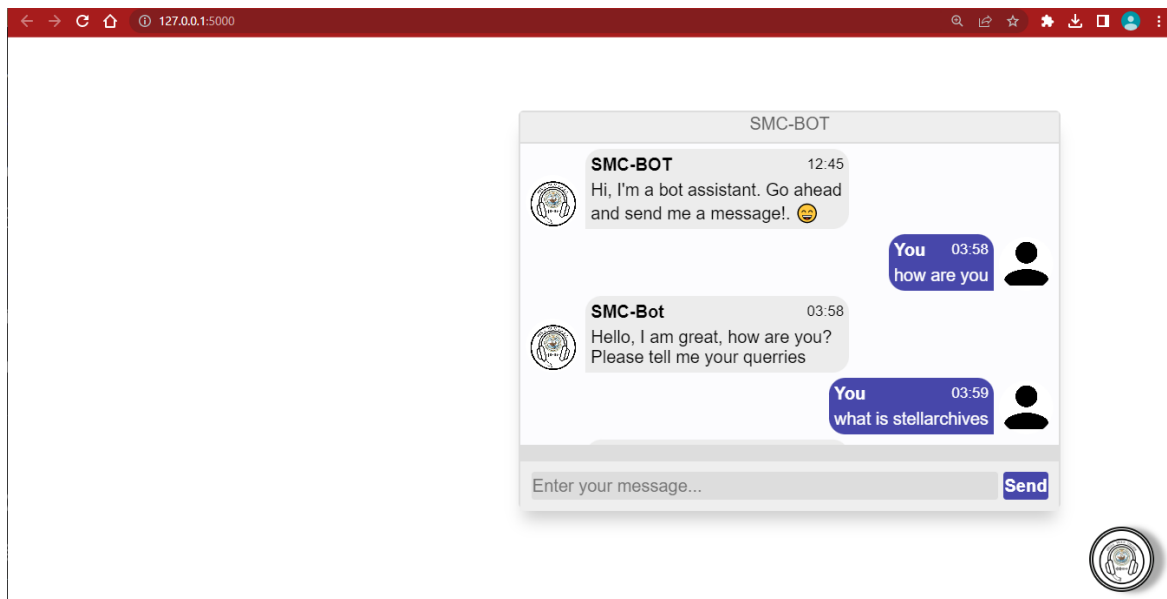 127.0.0.1:5000
SMC-BOT
SMC-BOT 12:45
Hi, I'm a bot assistant. Go ahead
and send me a message!. 😄
You 03:58
how are you
SMC-Bot 03:58
Hello, I am great, how are you?
Please tell me your querries
You 03:59
what is stellarchives
Enter your message...
Send